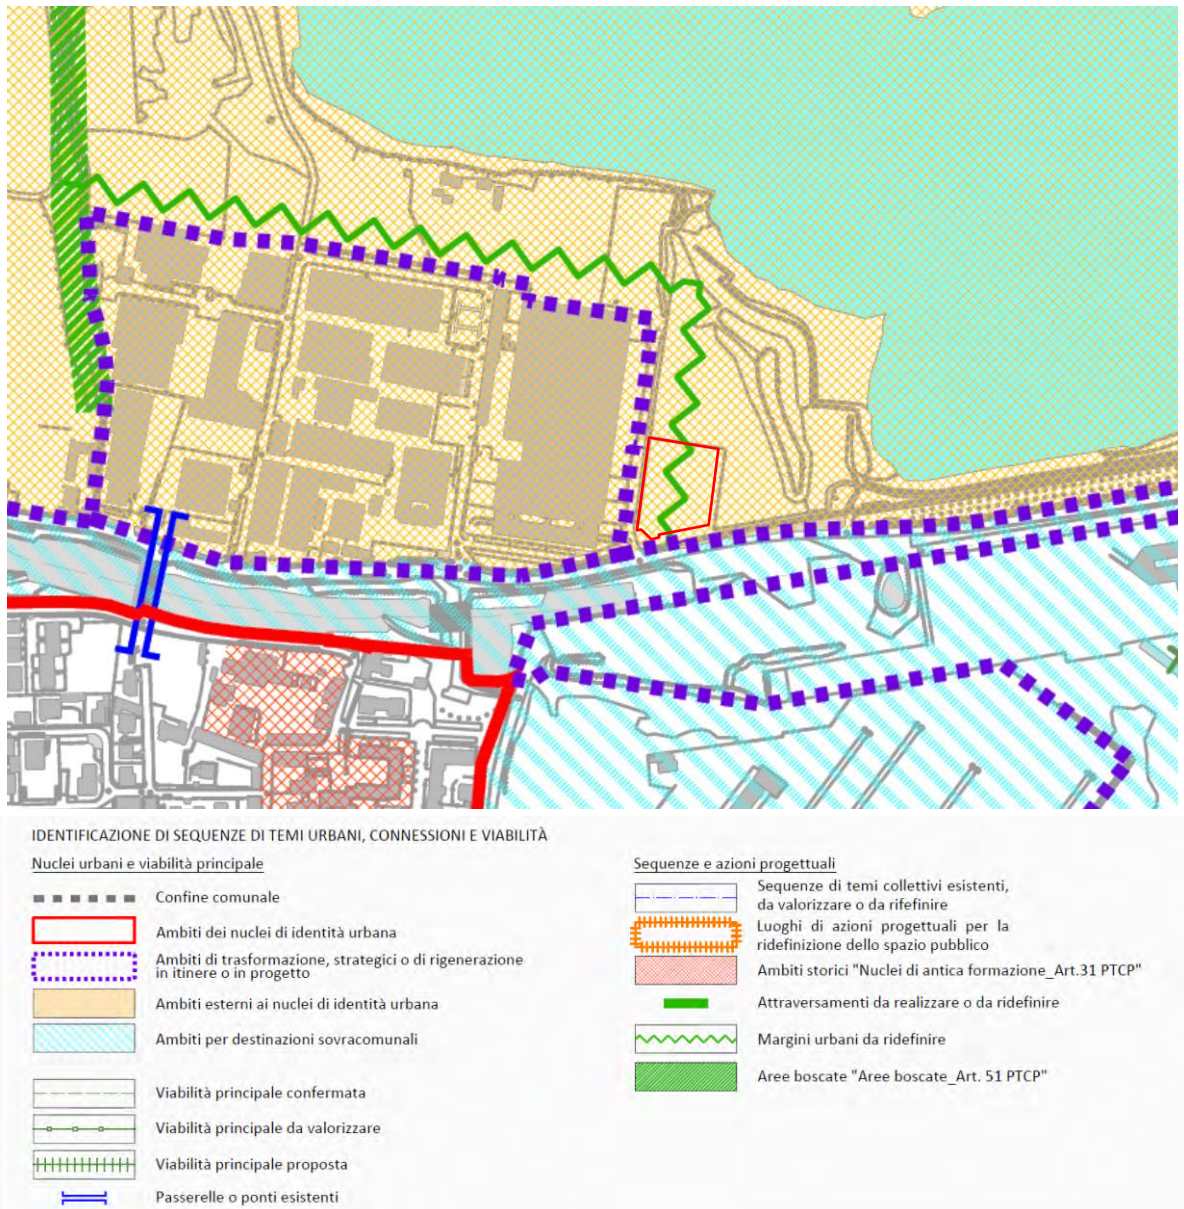 IDENTIFICAZIONE DI SEQUENZE DI TEMI URBANI, CONNESSIONI E VIABILITÀ
Nuclei urbani e viabilità principale
Confine comunale
Ambiti dei nuclei di identità urbana
Ambiti di trasformazione, strategici o di rigenerazione
in itinere o in progetto
Ambiti esterni ai nuclei di identità urbana
Ambiti per destinazioni sovracomunali
Viabilità principale confermata
Viabilità principale da valorizzare
Viabilità principale proposta
Passerelle o ponti esistenti
Sequenze e azioni progettuali
Sequenze di temi collettivi esistenti,
da valorizzare o da rifefinire
Luoghi di azioni progettuali per la
ridefinizione dello spazio pubblico
Ambiti storici "Nuclei di antica formazione_Art.31 PTCP"
Attraversamenti da realizzare o da ridefinire
Margini urbani da ridefinire
Aree boscate "Aree boscate_Art. 51 PTCP"